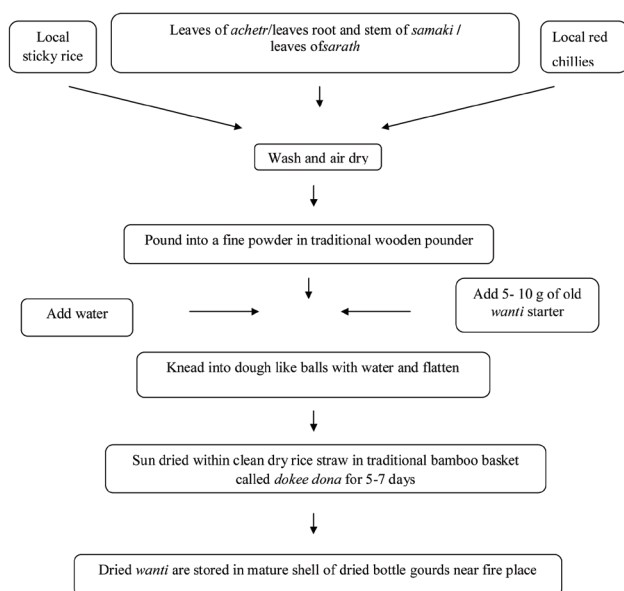 Local
sticky rice
Leaves of achetr/leaves root and stem of samaki /
leaves ofsarath
Local red
chillies
Wash and air dry
Pound into a fine powder in traditional wooden pounder
Add water
Add 5- 10 g of old
wanti starter
Knead into dough like balls with water and flatten
Sun dried within clean dry rice straw in traditional bamboo basket
called dokee dona for 5-7 days
Dried wanti are stored in mature shell of dried bottle gourds near fire place